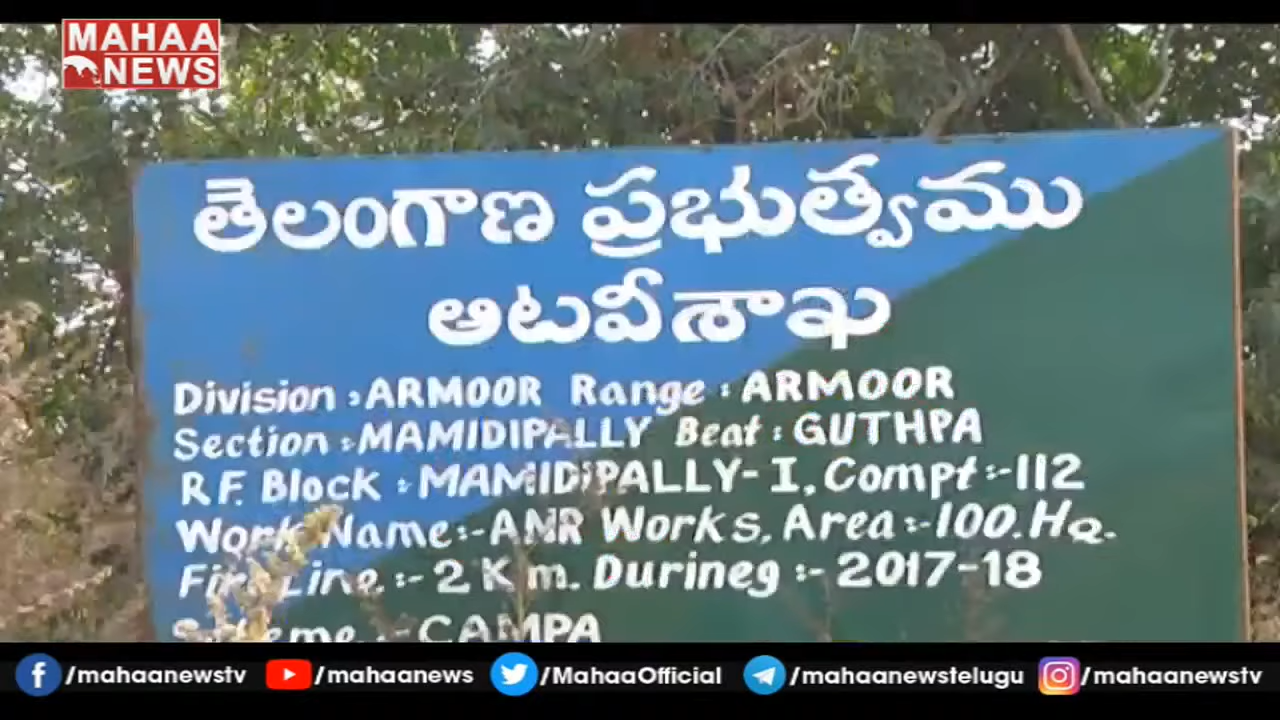 MAHAA
NEWS
తెలంగాణ ప్రభుత్వము
ఆటవీశాఖ
Division : ARMOOR Range : ARMOOR
Section :- MAMIDIPALLY Beat : GUTHPA
R.F. Block : MAMIDIPALLY-I, Compt :-112
Work Name:-ANR Works, Area:-100.Hq.
Fire Line :- 2 Km. Durineg :- 2017-18
Scheme :- CAMPA
/mahaanewstv /mahaanews /MahaaOfficial /mahaanewstelugu /mahaanewstv